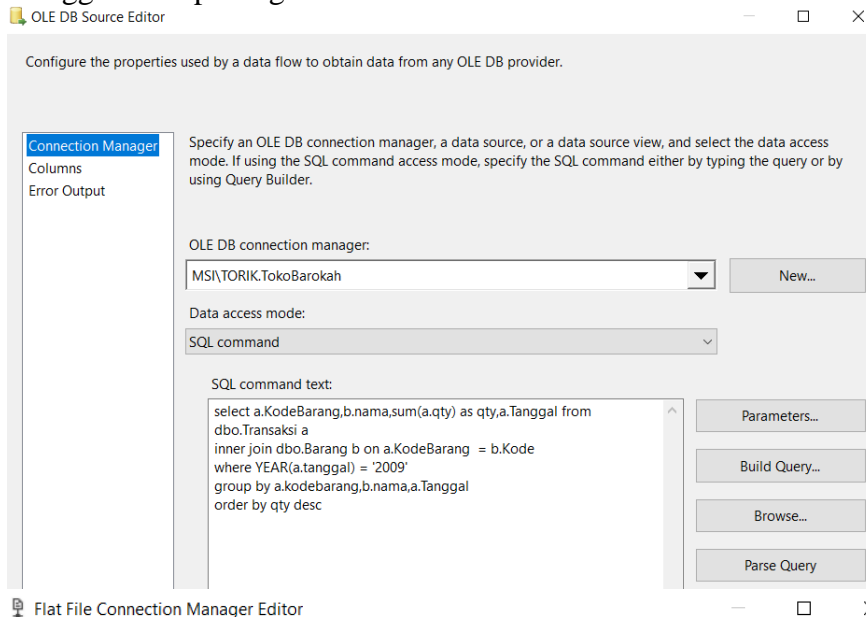 OLE DB Source Editor
Configure the properties used by a data flow to obtain data from any OLE DB provider.
Connection Manager
Columns
Error Output
Specify an OLE DB connection manager, a data source, or a data source view, and select the data access
mode. If using the SQL command access mode, specify the SQL command either by typing the query or by
using Query Builder.
OLE DB connection manager:
MSI\TORIK.TokoBarokah
New...
Data access mode:
SQL command
SQL command text:
select a.KodeBarang,b.nama,sum(a.qty) as qty,a.Tanggal from
dbo.Transaksi a
inner join dbo.Barang b on a.KodeBarang  = b.Kode
where YEAR(a.tanggal) = '2009'
group by a.kodebarang,b.nama,a.Tanggal
order by qty desc
Parameters...
Build Query...
Browse...
Parse Query
Flat File Connection Manager Editor